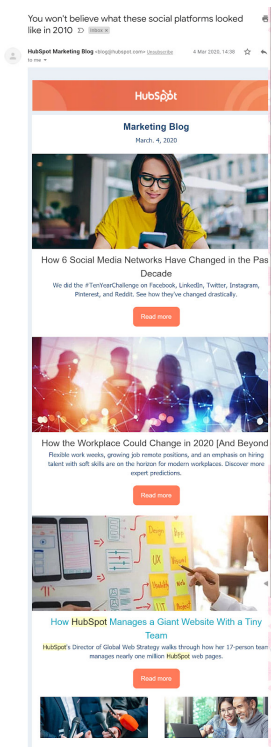 You won't believe what these social platforms looked
like in 2010
Inbox ×
HubSpot Marketing Blog <blog@hubspot.com> Unsubscribe
4 Mar 2020, 14:38
to me
HubSpot
Marketing Blog
March. 4, 2020
How 6 Social Media Networks Have Changed in the Pas
Decade
We did the #TenYearChallenge on Facebook, LinkedIn, Twitter, Instagram,
Pinterest, and Reddit. See how they've changed drastically.
Read more
How the Workplace Could Change in 2020 [And Beyond
Flexible work weeks, growing job remote positions, and an emphasis on hiring
talent with soft skills are on the horizon for modern workplaces. Discover more
expert predictions.
Read more
Design
App
UX
UI
How HubSpot Manages a Giant Website With a Tiny
Team
HubSpot's Director of Global Web Strategy walks through how her 17-person team
manages nearly one million HubSpot web pages.
Read more